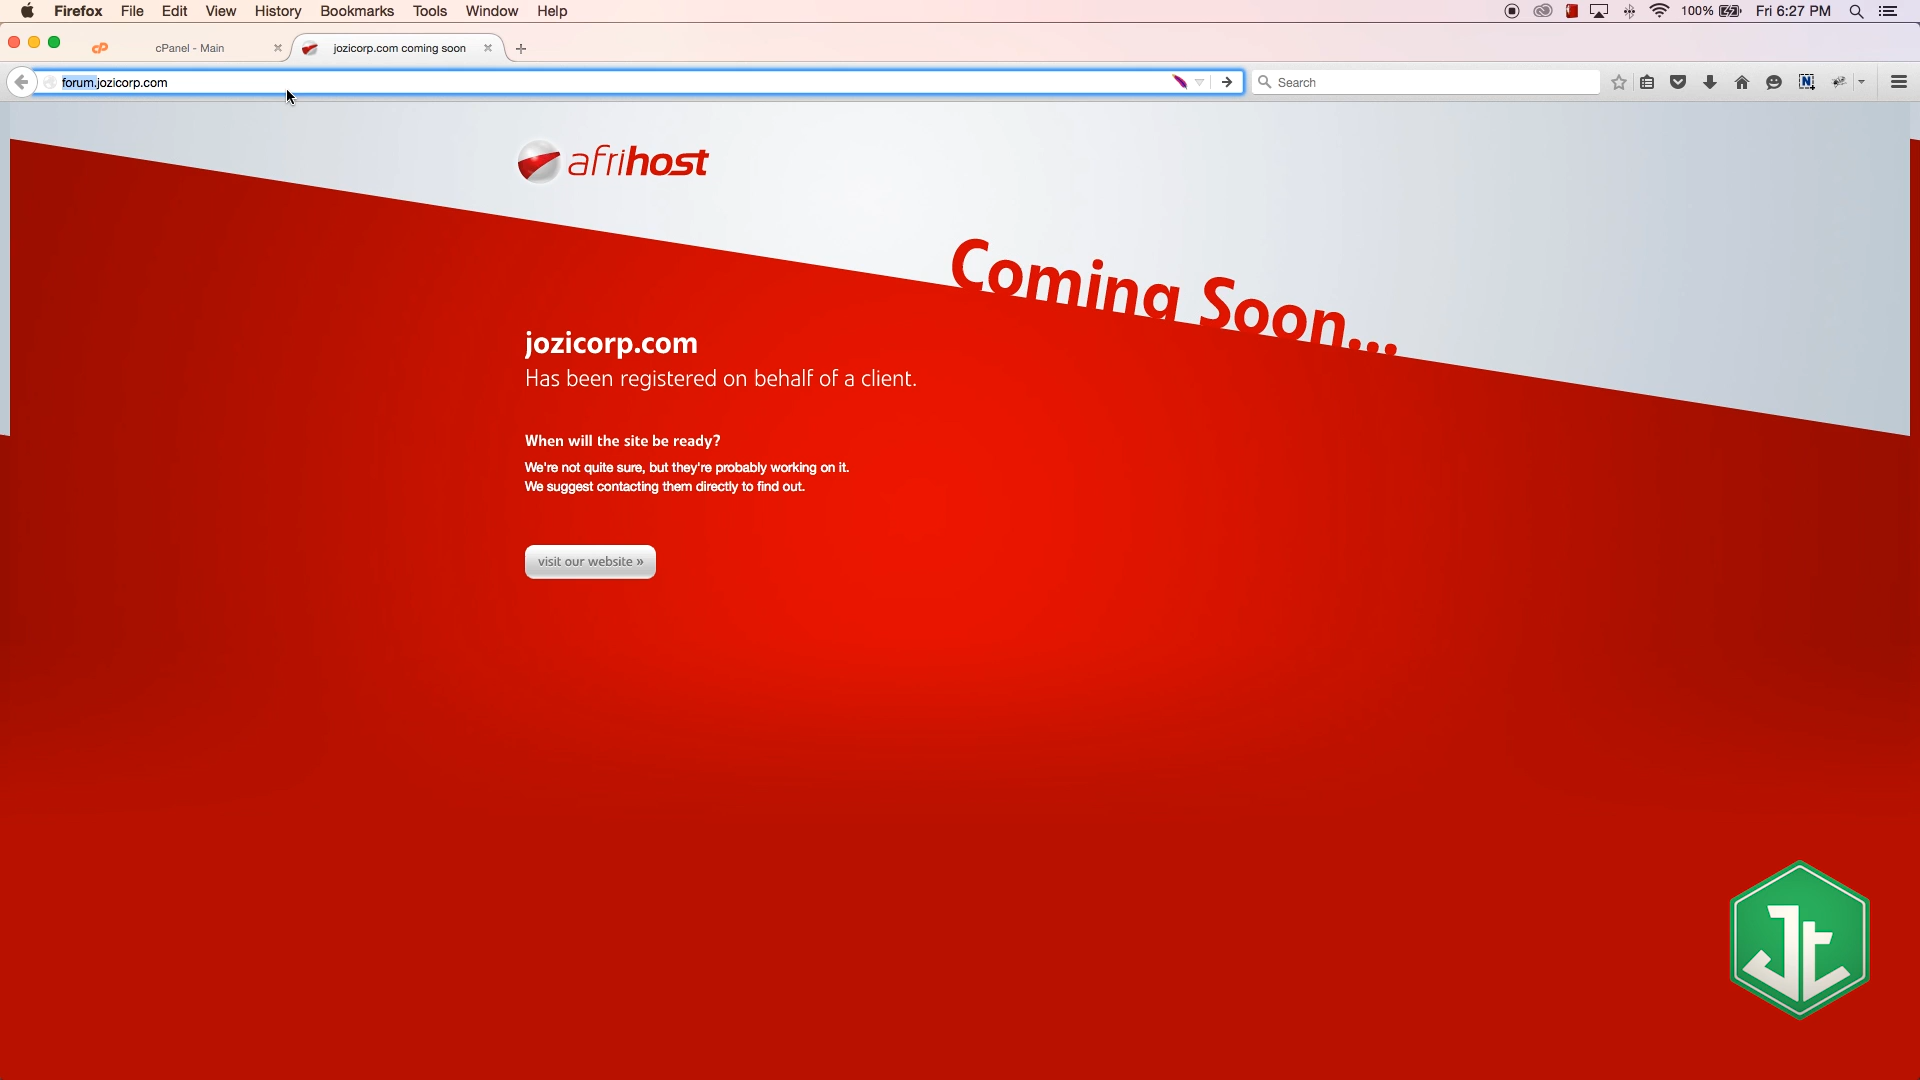 Firefox File Edit View History Bookmarks Tools Window Help 100% Fri 6:27 PM
cP cPanel - Main jozicorp.com coming soon
forum.jozicorp.com Search
afrihost
Coming Soon...
jozicorp.com
Has been registered on behalf of a client.
When will the site be ready?
We're not quite sure, but they're probably working on it.
We suggest contacting them directly to find out.
visit our website »
Jt